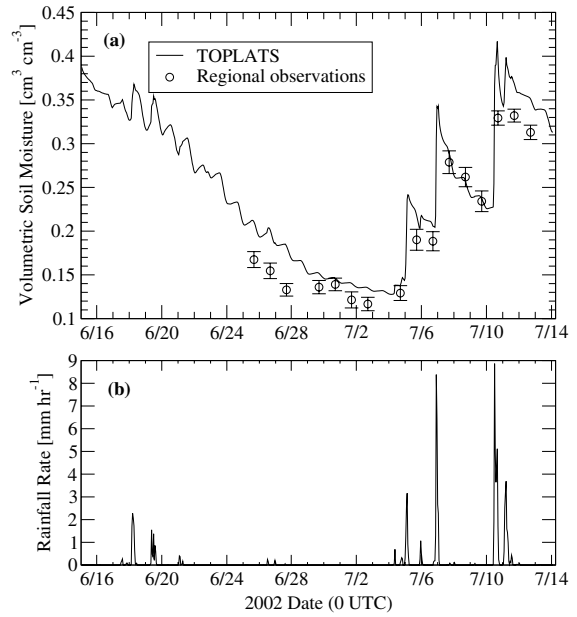 0.45
(a)
TOPLATS
Regional observations
0.4
0.35
0.3
0.25
0.2
0.15
0.1
Volumetric Soil Moisture [cm³ cm⁻³]
6/16 6/20 6/24 6/28 7/2 7/6 7/10 7/14
9
(b)
8
7
6
5
4
3
2
1
0
Rainfall Rate [mm hr⁻¹]
6/16 6/20 6/24 6/28 7/2 7/6 7/10 7/14
2002 Date (0 UTC)